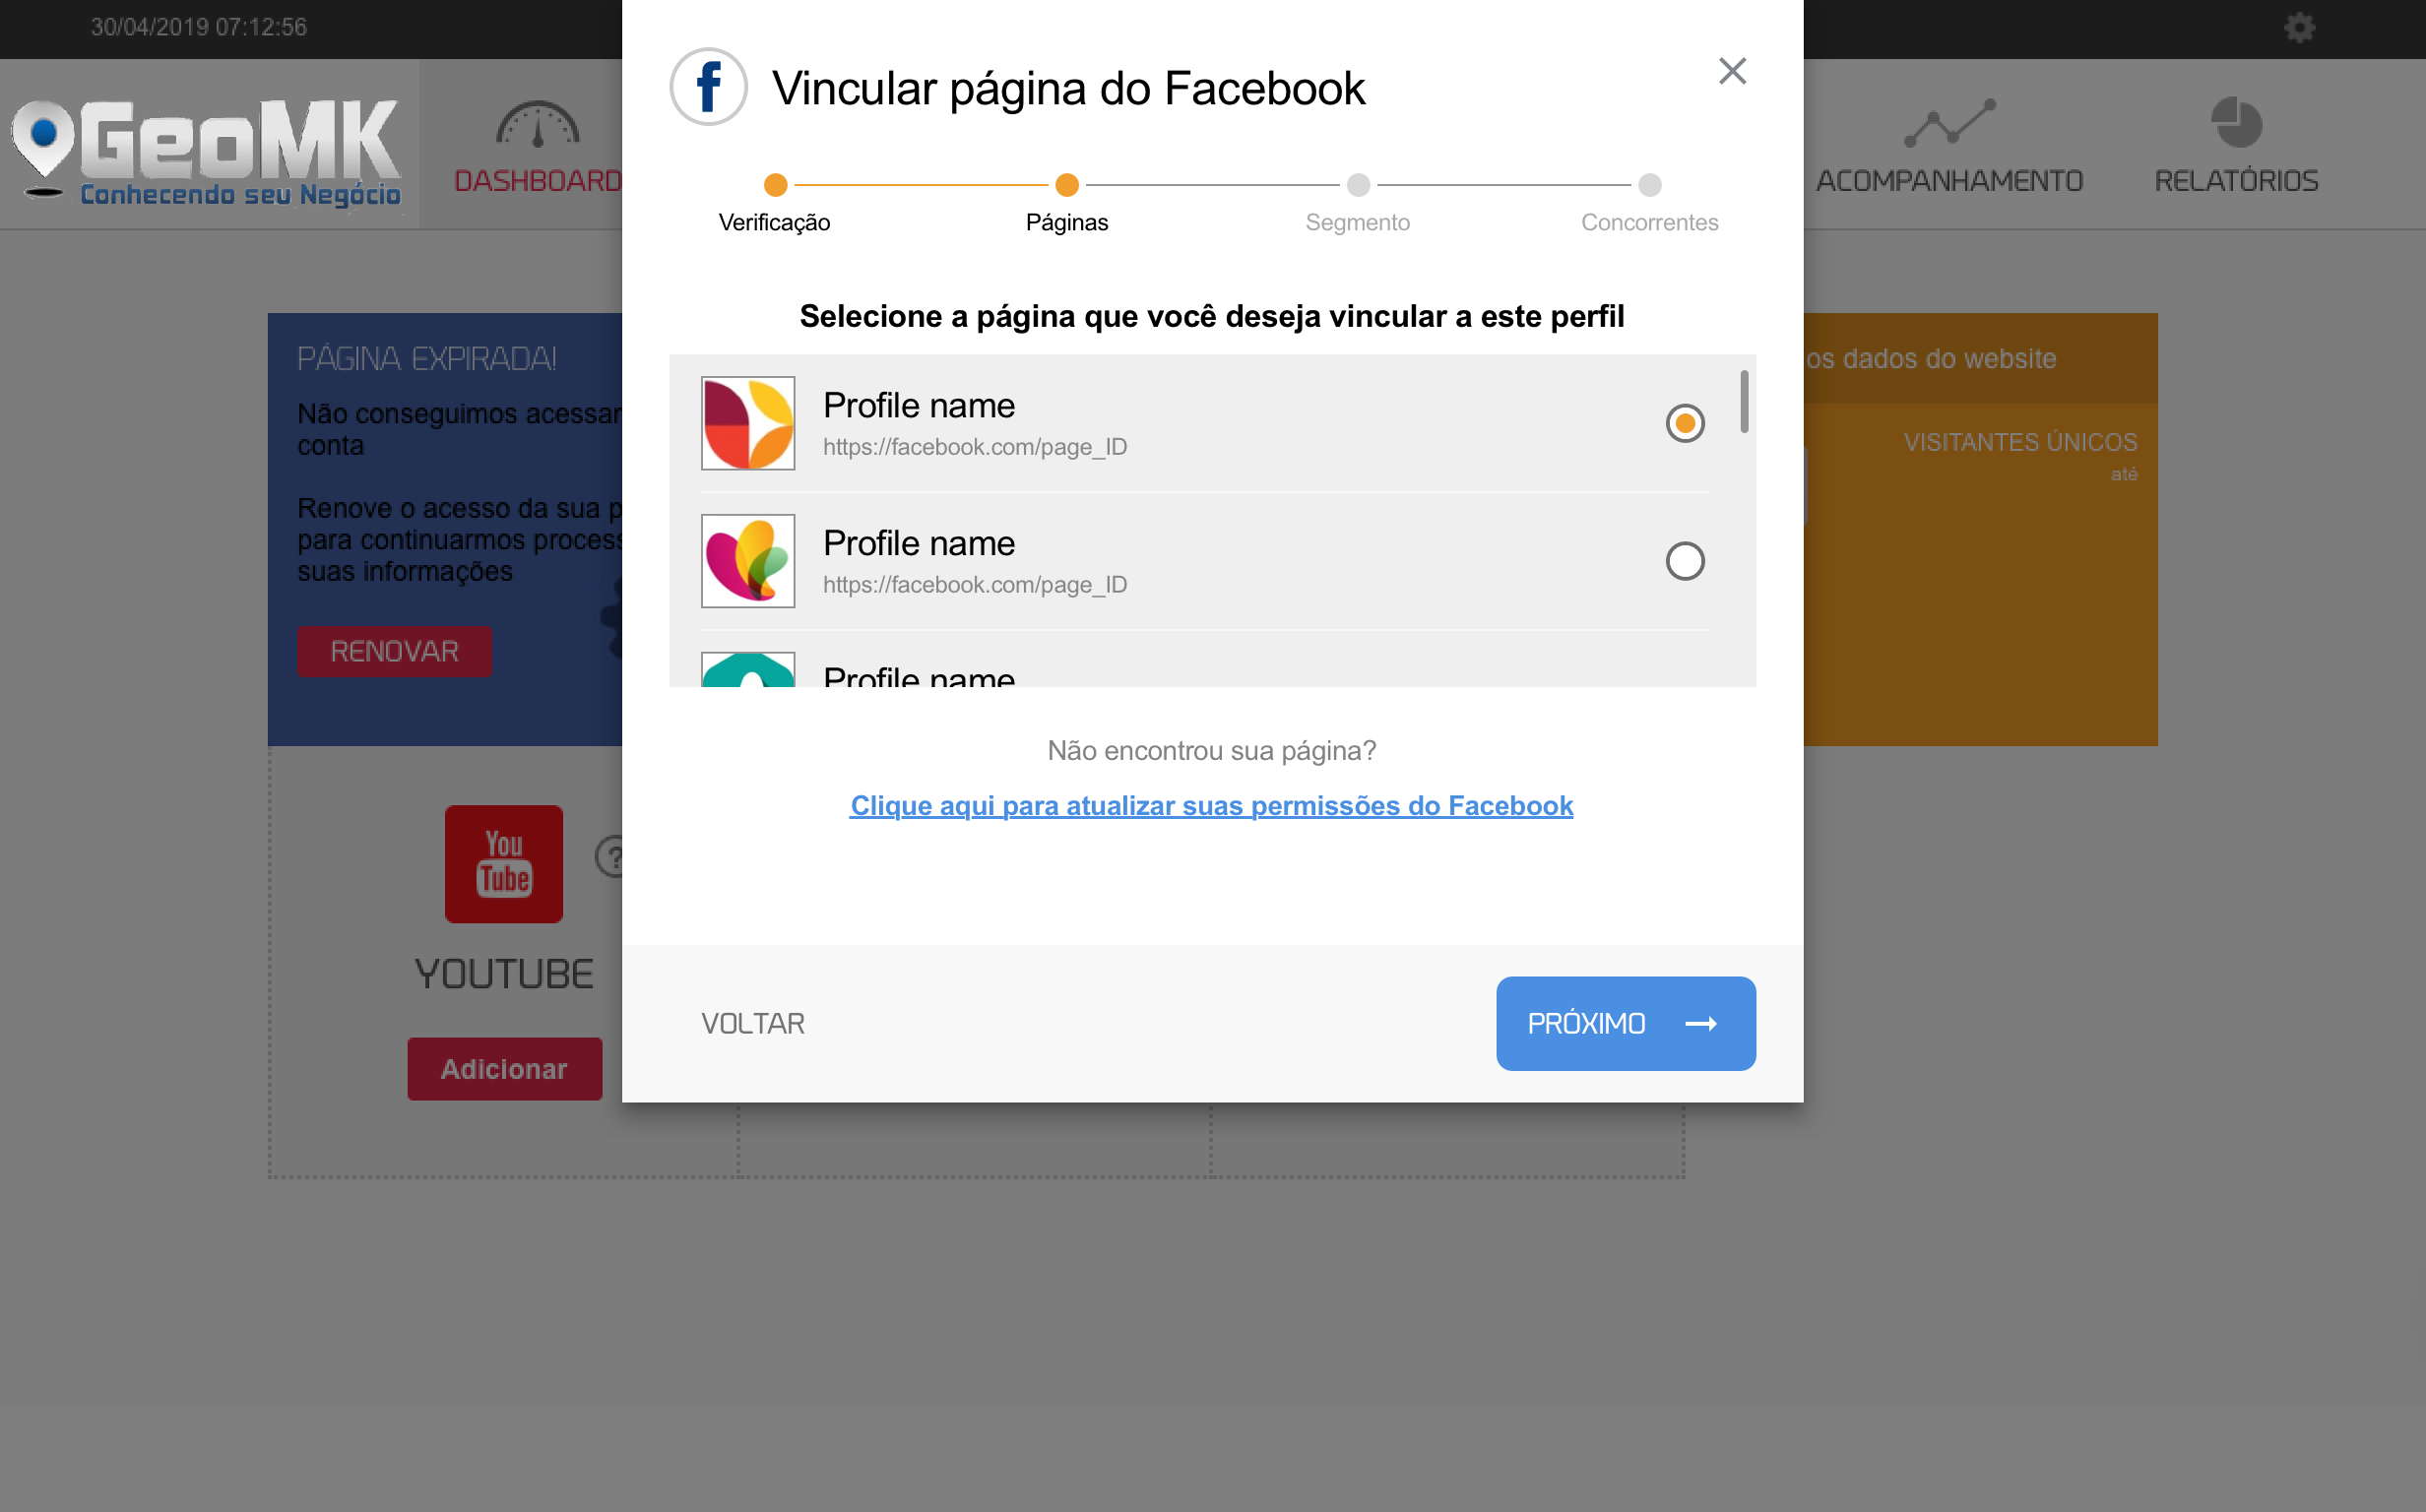 30/04/2019 07:12:56
GeoMK
Conhecendo seu Negócio
DASHBOARD
ACOMPANHAMENTO
RELATÓRIOS
Vincular página do Facebook
Verificação
Páginas
Segmento
Concorrentes
Selecione a página que você deseja vincular a este perfil
Profile name
https://facebook.com/page_ID
Profile name
https://facebook.com/page_ID
Profile name
Não encontrou sua página?
Clique aqui para atualizar suas permissões do Facebook
VOLTAR
PRÓXIMO
PÁGINA EXPIRADA!
Não conseguimos acessar
conta
Renove o acesso da sua p
para continuarmos process
suas informações
RENOVAR
os dados do website
VISITANTES ÚNICOS
até
You
Tube
?
YOUTUBE
Adicionar